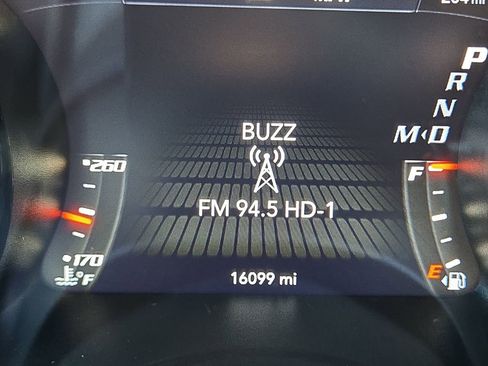 P
R
N
M◂D
BUZZ
FM 94.5 HD-1
260
170
°F
F
E
16099 mi